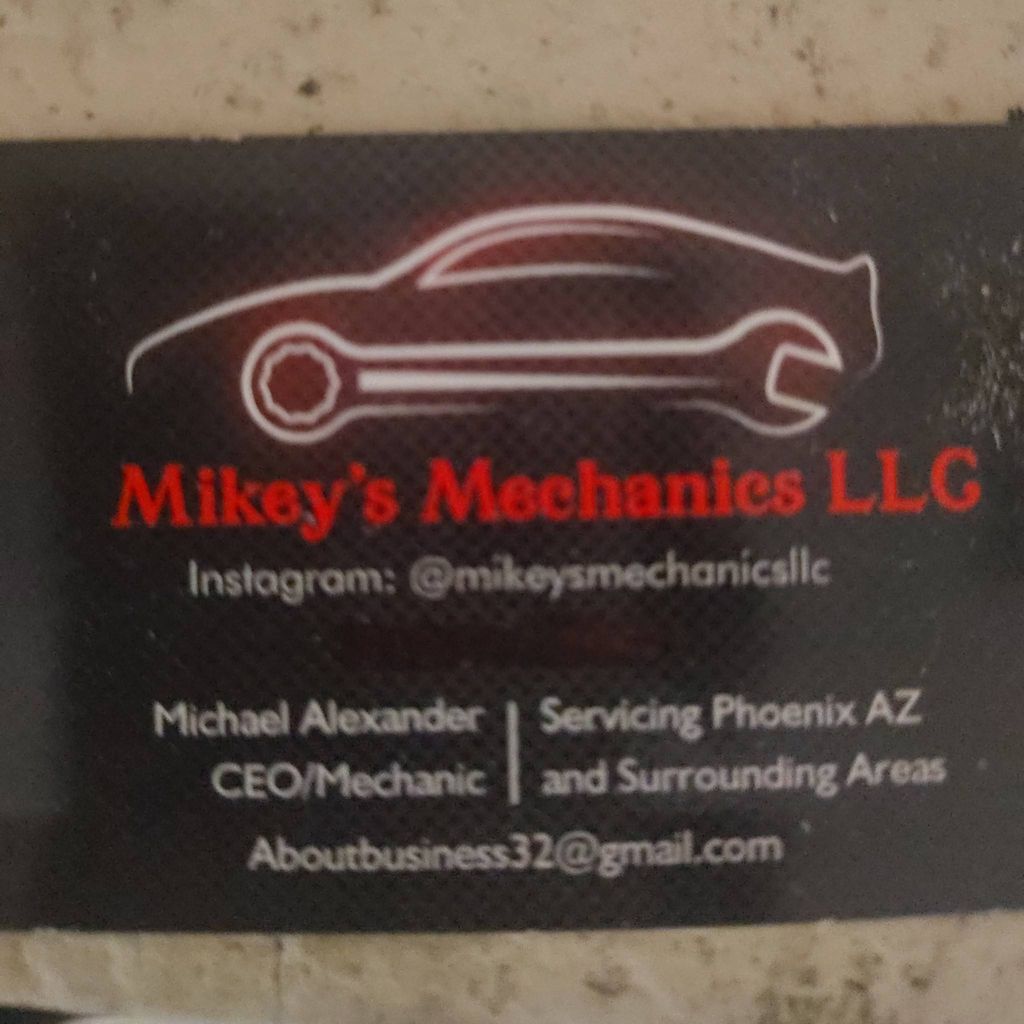 Mikey's Mechanics LLC
Instagram: @mikeysmechanicsllc
Michael Alexander
CEO/Mechanic
Servicing Phoenix AZ
and Surrounding Areas
Aboutbusiness32@gmail.com